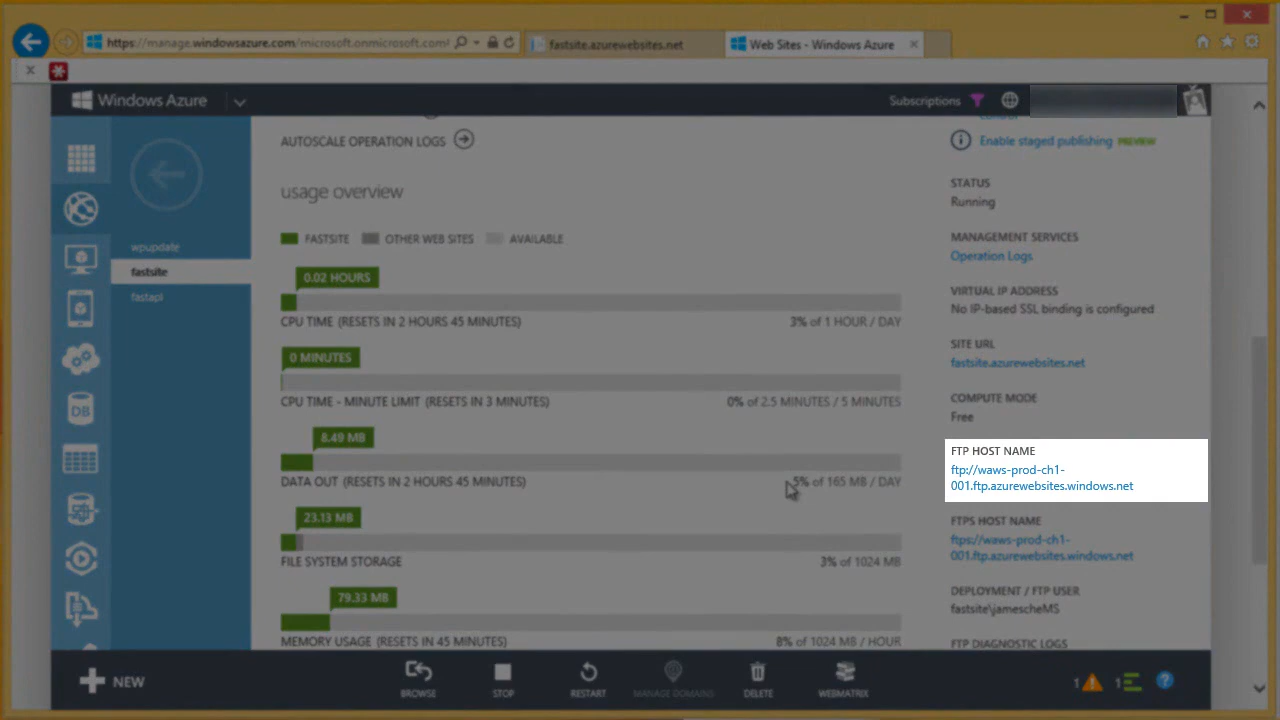 https://manage.windowsazure.com/microsoft.onmicrosoft.com
fastsite.azurewebsites.net
Web Sites - Windows Azure
Windows Azure
Subscriptions
AUTOSCALE OPERATION LOGS
usage overview
FASTSITE
OTHER WEB SITES
AVAILABLE
wpupdate
fastsite
fastapi
0.02 HOURS
CPU TIME (RESETS IN 2 HOURS 45 MINUTES)
3% of 1 HOUR / DAY
0 MINUTES
CPU TIME - MINUTE LIMIT (RESETS IN 3 MINUTES)
0% of 2.5 MINUTES / 5 MINUTES
8.49 MB
DATA OUT (RESETS IN 2 HOURS 45 MINUTES)
5% of 165 MB / DAY
23.13 MB
FILE SYSTEM STORAGE
3% of 1024 MB
79.33 MB
MEMORY USAGE (RESETS IN 45 MINUTES)
8% of 1024 MB / HOUR
Enable staged publishing PREVIEW
STATUS
Running
MANAGEMENT SERVICES
Operation Logs
VIRTUAL IP ADDRESS
No IP-based SSL binding is configured
SITE URL
fastsite.azurewebsites.net
COMPUTE MODE
Free
FTP HOST NAME
ftp://waws-prod-ch1-
001.ftp.azurewebsites.windows.net
FTPS HOST NAME
ftps://waws-prod-ch1-
001.ftp.azurewebsites.windows.net
DEPLOYMENT / FTP USER
fastsite\jamescheMS
FTP DIAGNOSTIC LOGS
DB
NEW
BROWSE
STOP
RESTART
MANAGE DOMAINS
DELETE
WEBMATRIX
1
1
?